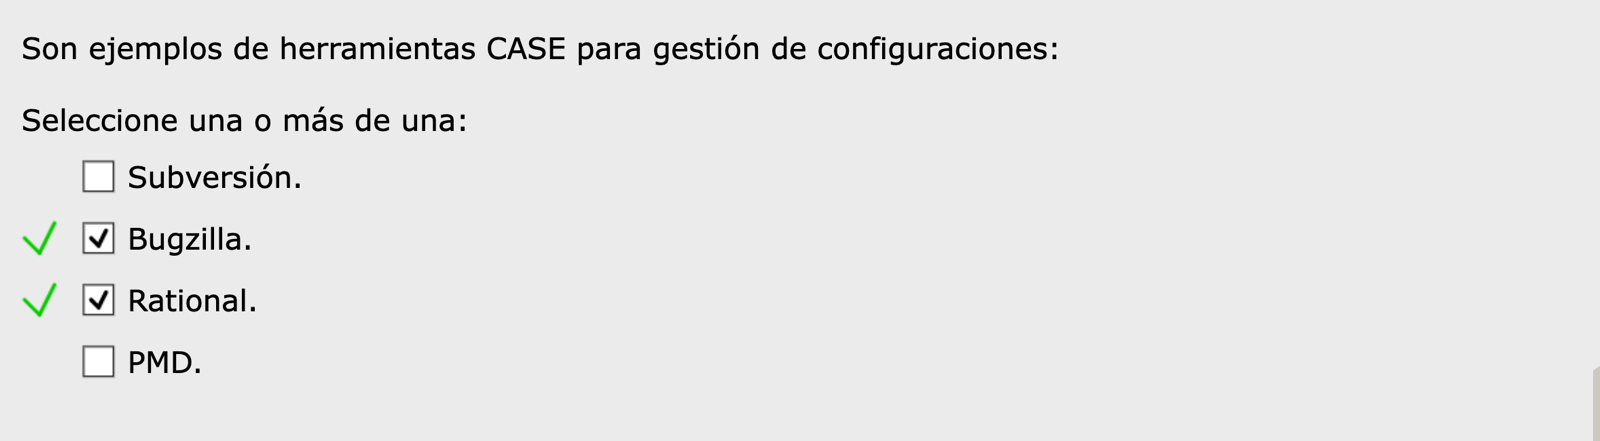 Son ejemplos de herramientas CASE para gestión de configuraciones:
Seleccione una o más de una:
Subversión.
Bugzilla.
Rational.
PMD.